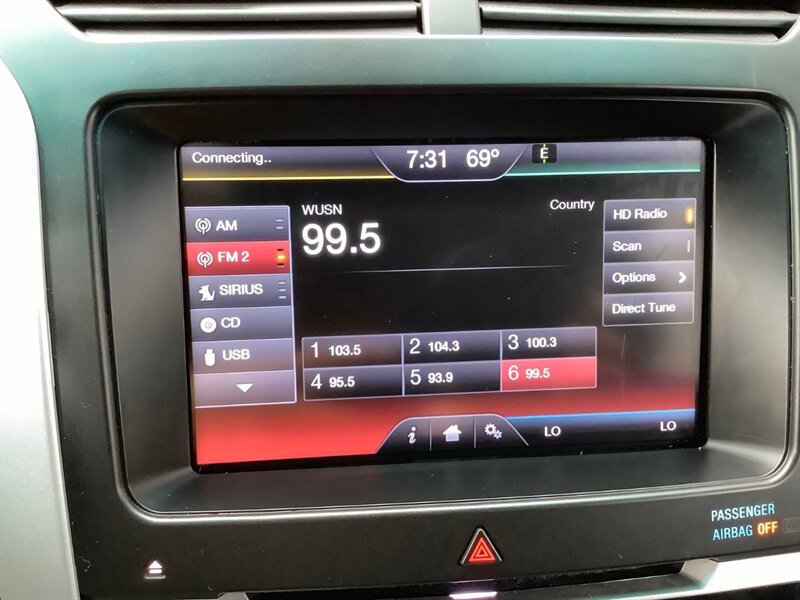 Connecting..
7:31 69°
E
AM
FM 2
SIRIUS
CD
USB
WUSN
99.5
Country
HD Radio
Scan
Options
Direct Tune
1 103.5
2 104.3
3 100.3
4 95.5
5 93.9
6 99.5
i
LO
LO
PASSENGER
AIRBAG OFF